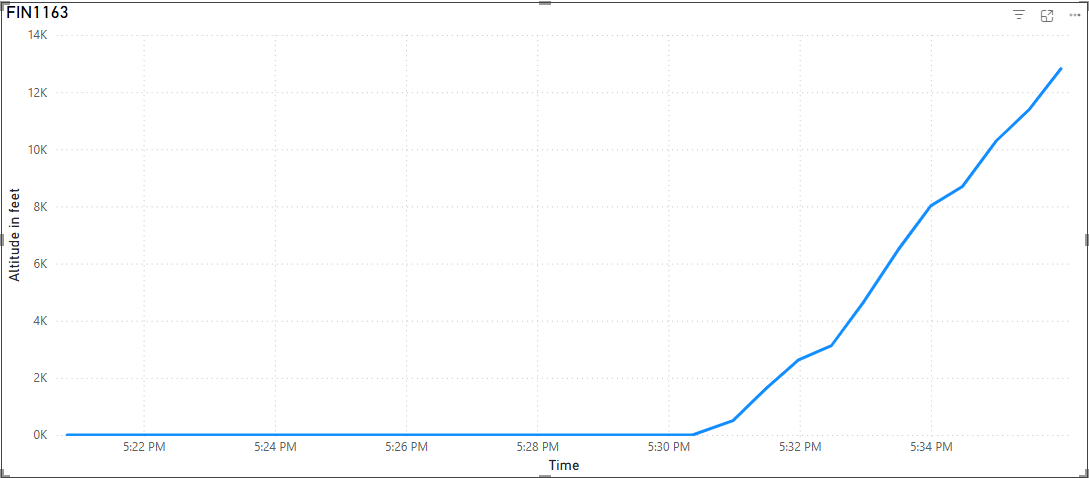 FIN1163
14K
12K
10K
8K
6K
4K
2K
0K
Altitude in feet
5:22 PM 5:24 PM 5:26 PM 5:28 PM 5:30 PM 5:32 PM 5:34 PM
Time